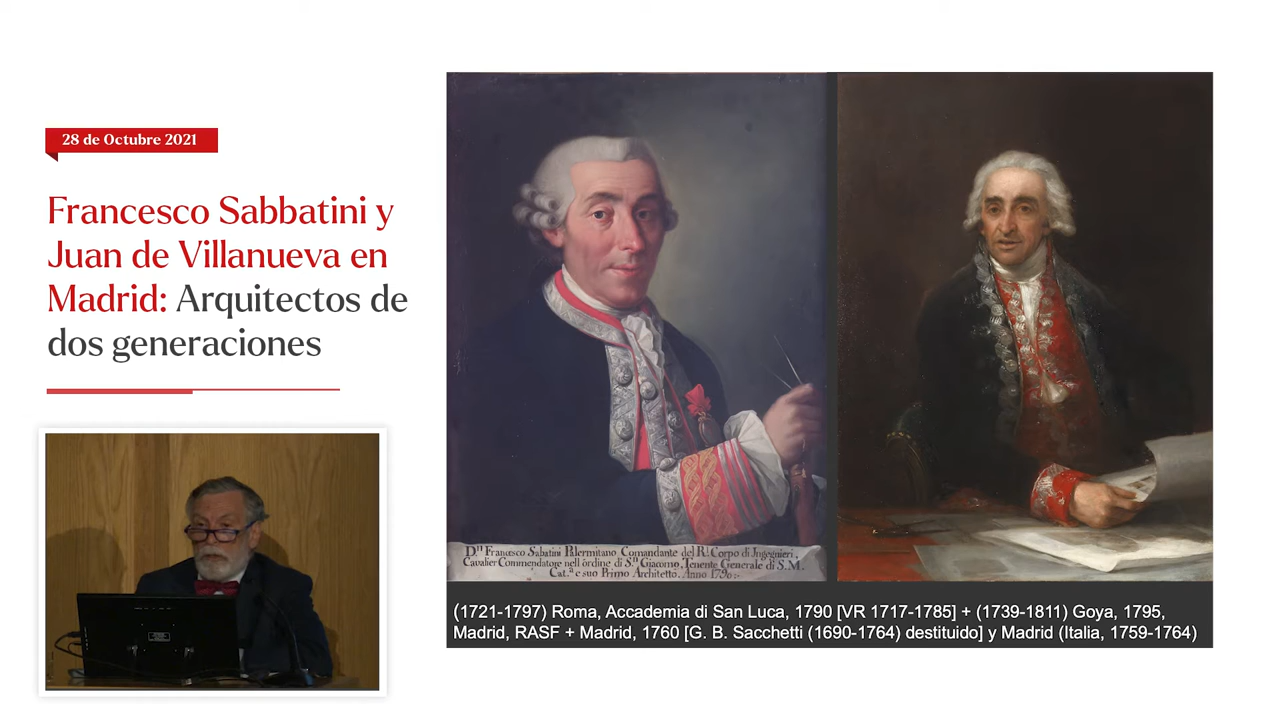 28 de Octubre 2021
Francesco Sabbatini y
Juan de Villanueva en
Madrid: Arquitectos de
dos generaciones
Dⁿ Francesco Sabatini Palermitano Comandante del R.ˡ Corpo di Jngegnieri,
Cavalier Commendatore nell'ordine di S.ⁿ Giacomo, Tenente Generale di S.M.
Cat.ᵃ e suo Primo Architetto. Anno 1790:-
(1721-1797) Roma, Accademia di San Luca, 1790 [VR 1717-1785] + (1739-1811) Goya, 1795,
Madrid, RASF + Madrid, 1760 [G. B. Sacchetti (1690-1764) destituido] y Madrid (Italia, 1759-1764)